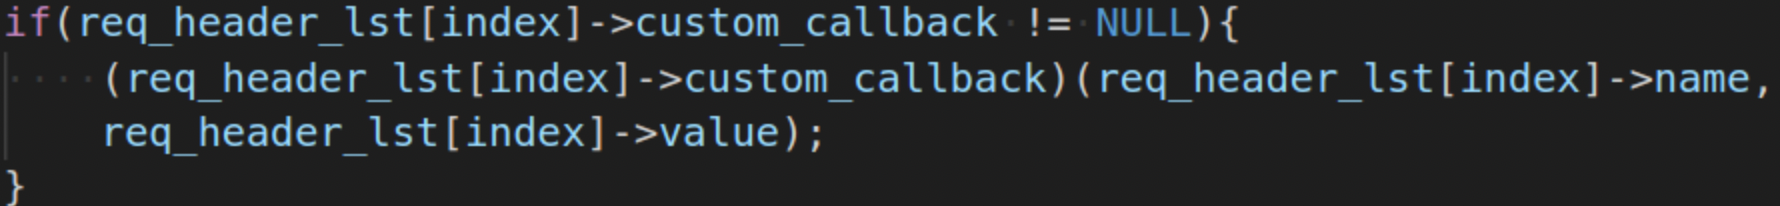 if(req_header_lst[index]->custom_callback != NULL){
    (req_header_lst[index]->custom_callback)(req_header_lst[index]->name,
    req_header_lst[index]->value);
}